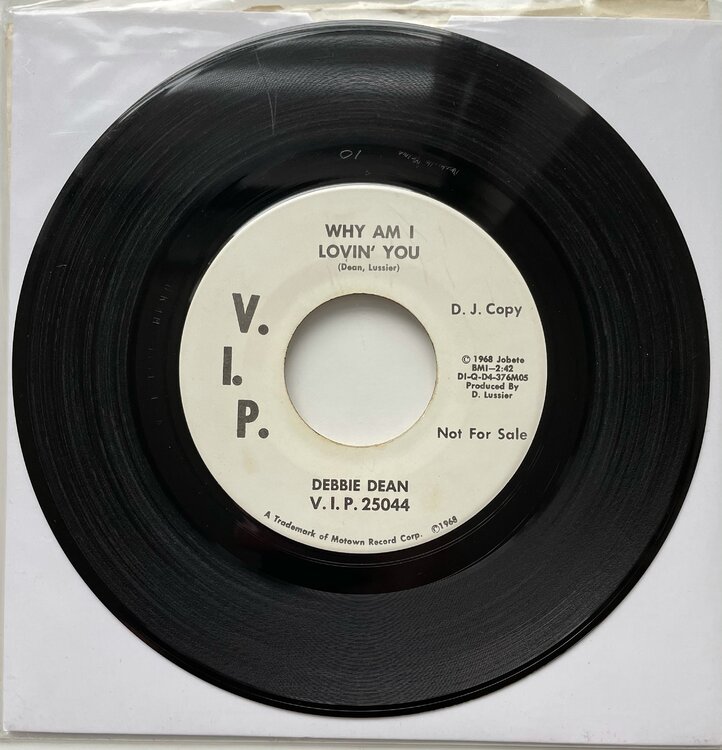 01
WHY AM I
LOVIN' YOU
(Dean, Lussier)
V.
I.
P.
D. J. Copy
© 1968 Jobete
BMI—2:42
DI-Q-D4-376M05
Produced By
D. Lussier
Not For Sale
DEBBIE DEAN
V. I. P. 25044
A Trademark of Motown Record Corp. ©1968